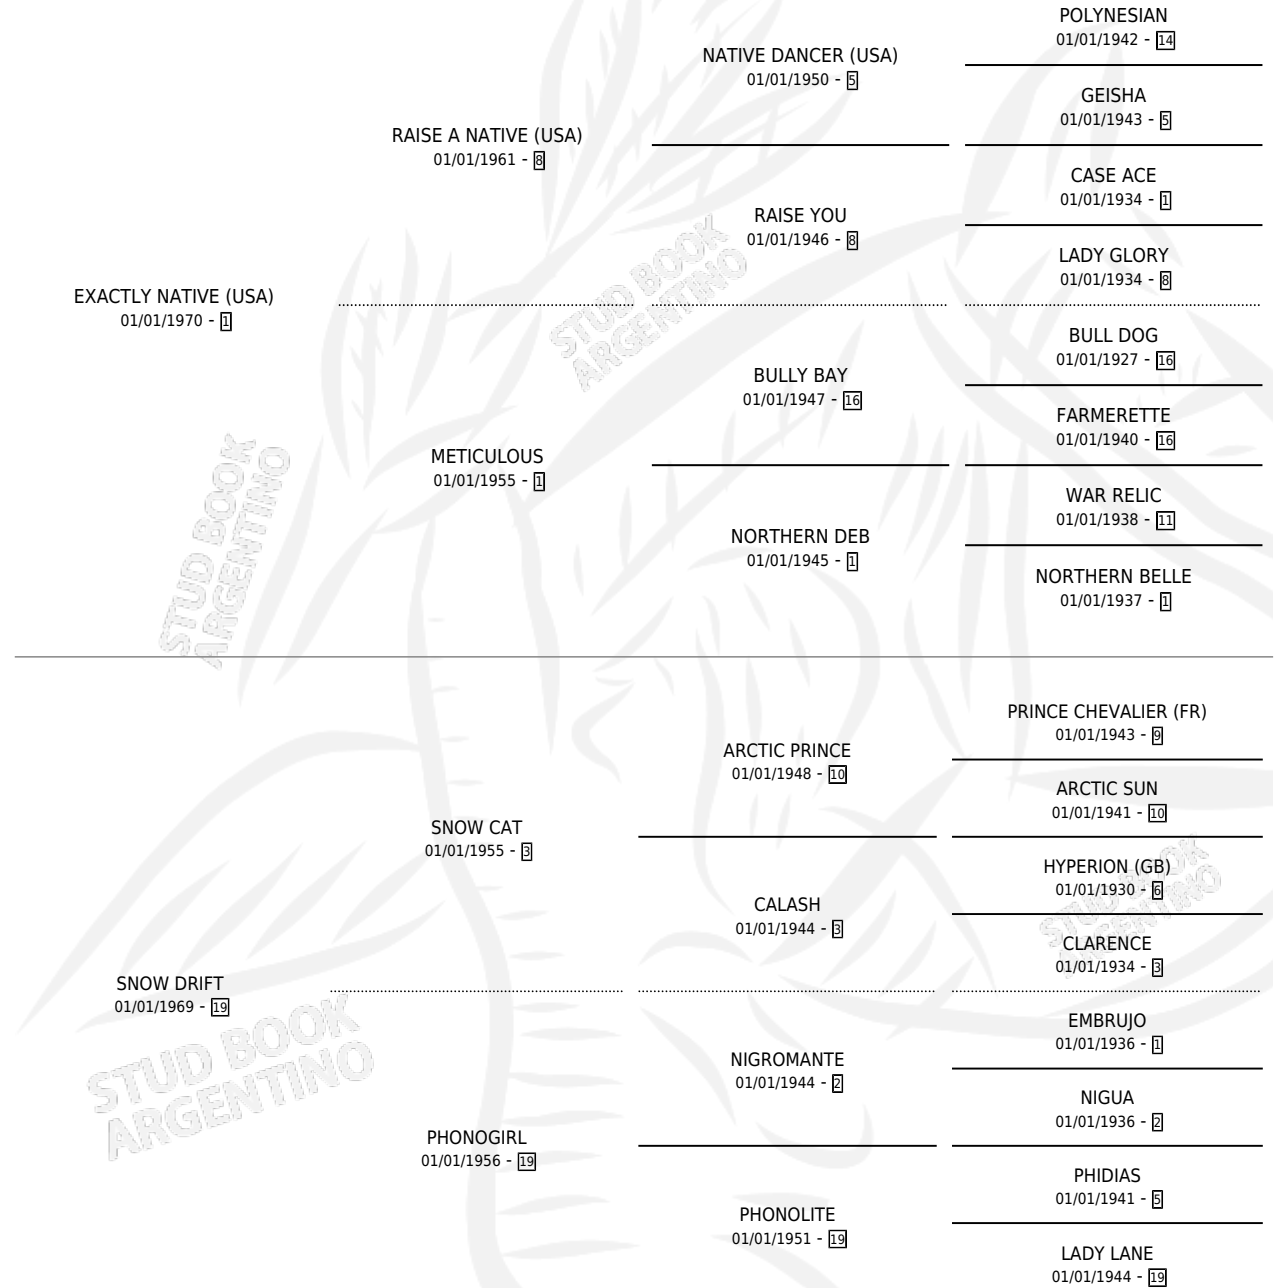 POLYNESIAN
01/01/1942 - 14
NATIVE DANCER (USA)
01/01/1950 - 5
GEISHA
01/01/1943 - 5
RAISE A NATIVE (USA)
01/01/1961 - 8
CASE ACE
01/01/1934 - 1
RAISE YOU
01/01/1946 - 8
LADY GLORY
01/01/1934 - 8
EXACTLY NATIVE (USA)
01/01/1970 - 1
BULL DOG
01/01/1927 - 16
BULLY BAY
01/01/1947 - 16
FARMERETTE
01/01/1940 - 16
METICULOUS
01/01/1955 - 1
WAR RELIC
01/01/1938 - 11
NORTHERN DEB
01/01/1945 - 1
NORTHERN BELLE
01/01/1937 - 1
PRINCE CHEVALIER (FR)
01/01/1943 - 9
ARCTIC PRINCE
01/01/1948 - 10
ARCTIC SUN
01/01/1941 - 10
SNOW CAT
01/01/1955 - 3
HYPERION (GB)
01/01/1930 - 6
CALASH
01/01/1944 - 3
CLARENCE
01/01/1934 - 3
SNOW DRIFT
01/01/1969 - 19
EMBRUJO
01/01/1936 - 1
NIGROMANTE
01/01/1944 - 2
NIGUA
01/01/1936 - 2
PHONOGIRL
01/01/1956 - 19
PHIDIAS
01/01/1941 - 5
PHONOLITE
01/01/1951 - 19
LADY LANE
01/01/1944 - 19
STUD BOOK
ARGENTINO
STUD BOOK
ARGENTINO
STUD BOOK
ARGENTINO
STUD BOOK
ARGENTINO